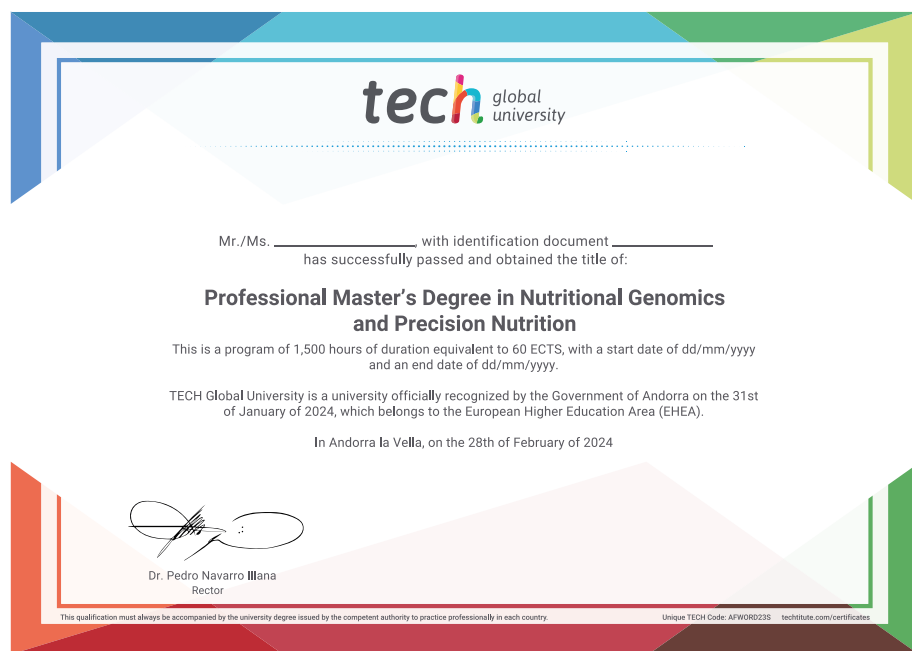 tech global university
Mr./Ms. ____________, with identification document ____________
has successfully passed and obtained the title of:
Professional Master’s Degree in Nutritional Genomics
and Precision Nutrition
This is a program of 1,500 hours of duration equivalent to 60 ECTS, with a start date of dd/mm/yyyy
and an end date of dd/mm/yyyy.
TECH Global University is a university officially recognized by the Government of Andorra on the 31st
of January of 2024, which belongs to the European Higher Education Area (EHEA).
In Andorra la Vella, on the 28th of February of 2024
Dr. Pedro Navarro Illana
Rector
This qualification must always be accompanied by the university degree issued by the competent authority to practice professionally in each country.
Unique TECH Code: AFWORD23S techtitute.com/certificates